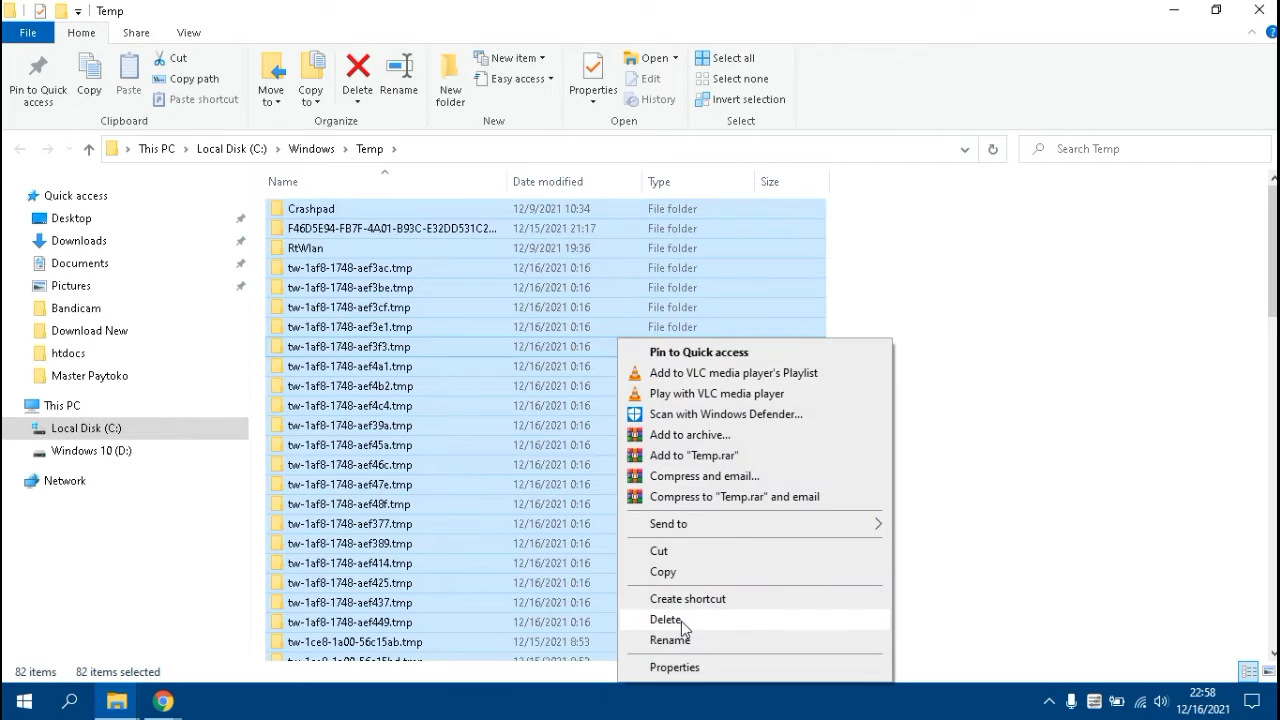 Temp
File Home Share View
Pin to Quick access
Copy
Paste
Cut
Copy path
Paste shortcut
Clipboard
Move to
Copy to
Delete
Rename
Organize
New folder
New item
Easy access
New
Properties
Open
Edit
History
Open
Select all
Select none
Invert selection
Select
This PC Local Disk (C:) Windows Temp
Search Temp
Name Date modified Type Size
Quick access
Desktop
Downloads
Documents
Pictures
Bandicam
Download New
htdocs
Master Paytoko
This PC
Local Disk (C:)
Windows 10 (D:)
Network
Crashpad 12/9/2021 10:34 File folder
F46D5E94-FB7F-4A01-B93C-E32DD531C2... 12/15/2021 21:17 File folder
RtWlan 12/9/2021 19:36 File folder
tw-1af8-1748-aef3ac.tmp 12/16/2021 0:16 File folder
tw-1af8-1748-aef3be.tmp 12/16/2021 0:16 File folder
tw-1af8-1748-aef3cf.tmp 12/16/2021 0:16 File folder
tw-1af8-1748-aef3e1.tmp 12/16/2021 0:16 File folder
tw-1af8-1748-aef3f3.tmp 12/16/2021 0:16
tw-1af8-1748-aef4a1.tmp 12/16/2021 0:16
tw-1af8-1748-aef4b2.tmp 12/16/2021 0:16
tw-1af8-1748-aef4c4.tmp 12/16/2021 0:16
tw-1af8-1748-aef39a.tmp 12/16/2021 0:16
tw-1af8-1748-aef45a.tmp 12/16/2021 0:16
tw-1af8-1748-aef46c.tmp 12/16/2021 0:16
tw-1af8-1748-aef47e.tmp 12/16/2021 0:16
tw-1af8-1748-aef48f.tmp 12/16/2021 0:16
tw-1af8-1748-aef377.tmp 12/16/2021 0:16
tw-1af8-1748-aef389.tmp 12/16/2021 0:16
tw-1af8-1748-aef414.tmp 12/16/2021 0:16
tw-1af8-1748-aef425.tmp 12/16/2021 0:16
tw-1af8-1748-aef437.tmp 12/16/2021 0:16
tw-1af8-1748-aef449.tmp 12/16/2021 0:16
tw-1ce8-1a00-56c15ab.tmp 12/15/2021 8:53
Pin to Quick access
Add to VLC media player's Playlist
Play with VLC media player
Scan with Windows Defender...
Add to archive...
Add to "Temp.rar"
Compress and email...
Compress to "Temp.rar" and email
Send to
Cut
Copy
Create shortcut
Delete
Rename
Properties
82 items 82 items selected
22:58
12/16/2021